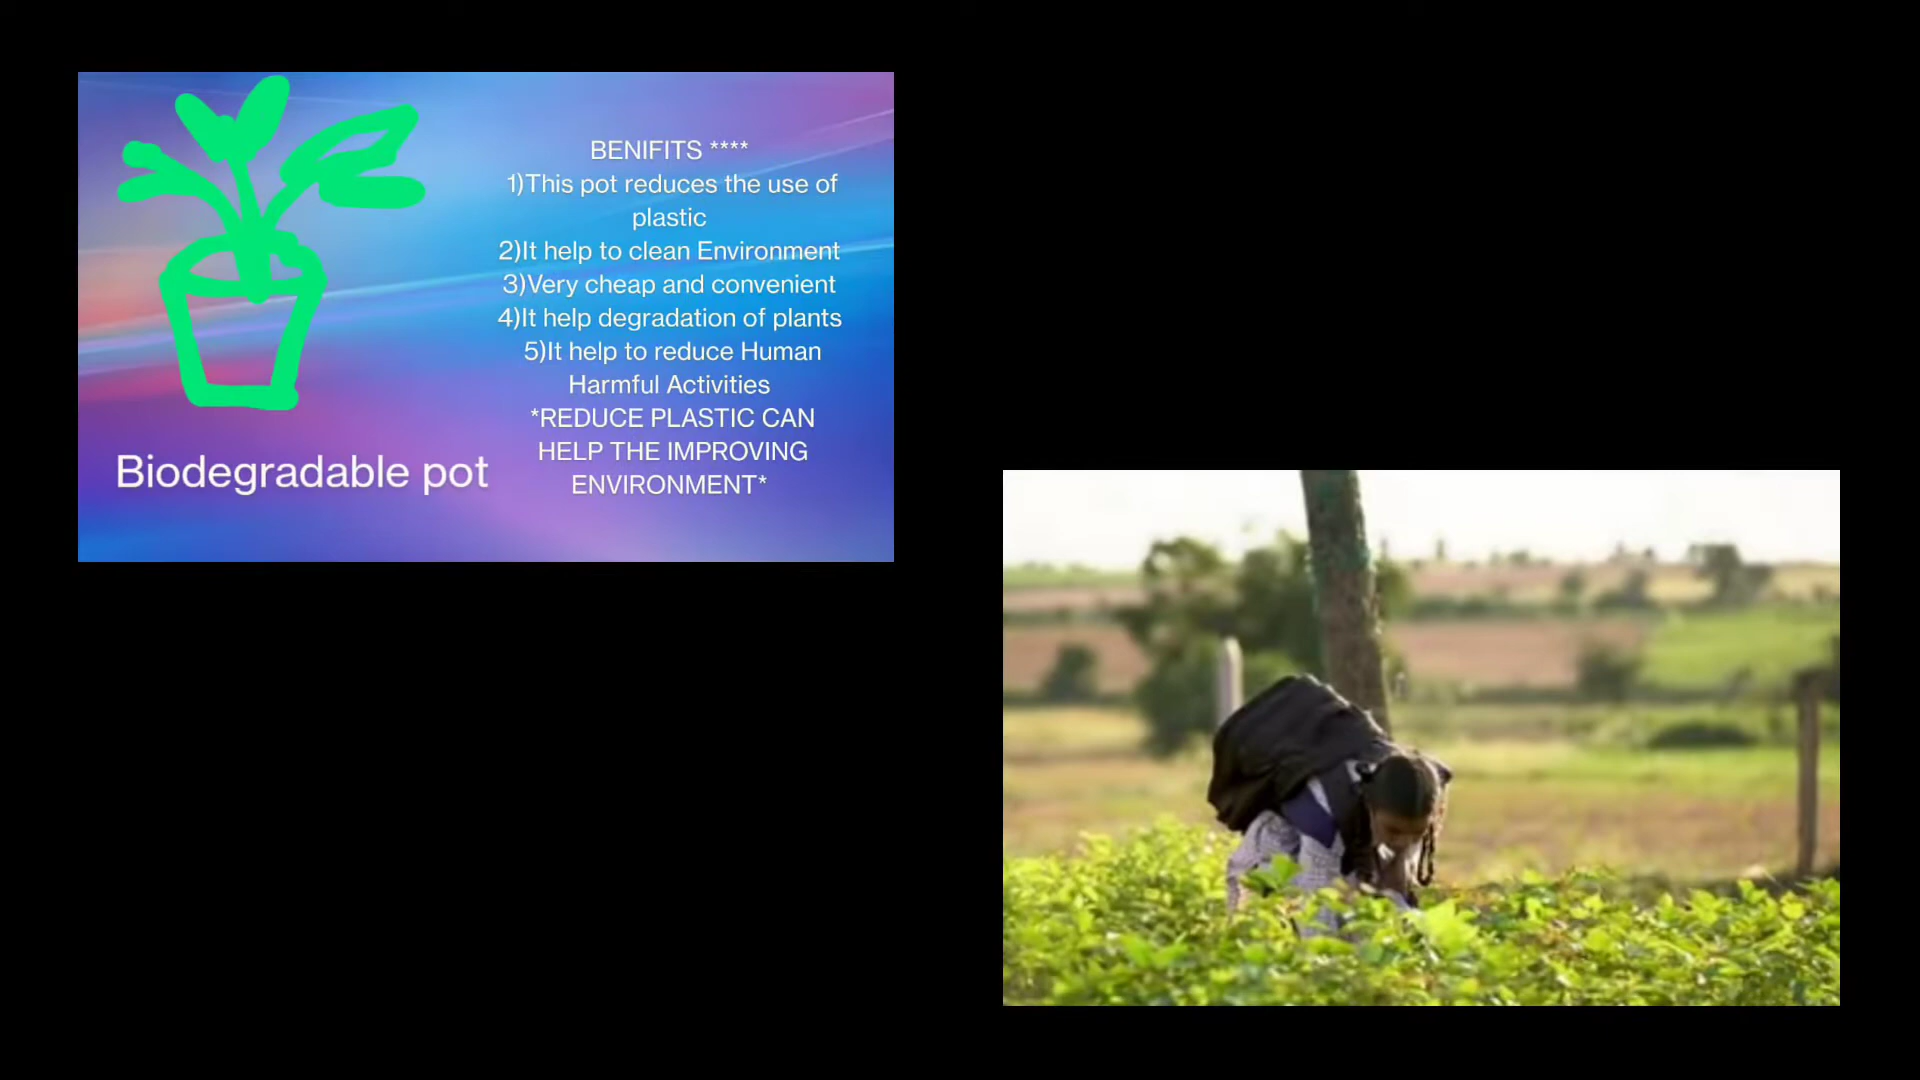 BENIFITS ****
1)This pot reduces the use of
plastic
2)It help to clean Environment
3)Very cheap and convenient
4)It help degradation of plants
5)It help to reduce Human
Harmful Activities
*REDUCE PLASTIC CAN
HELP THE IMPROVING
ENVIRONMENT*
Biodegradable pot